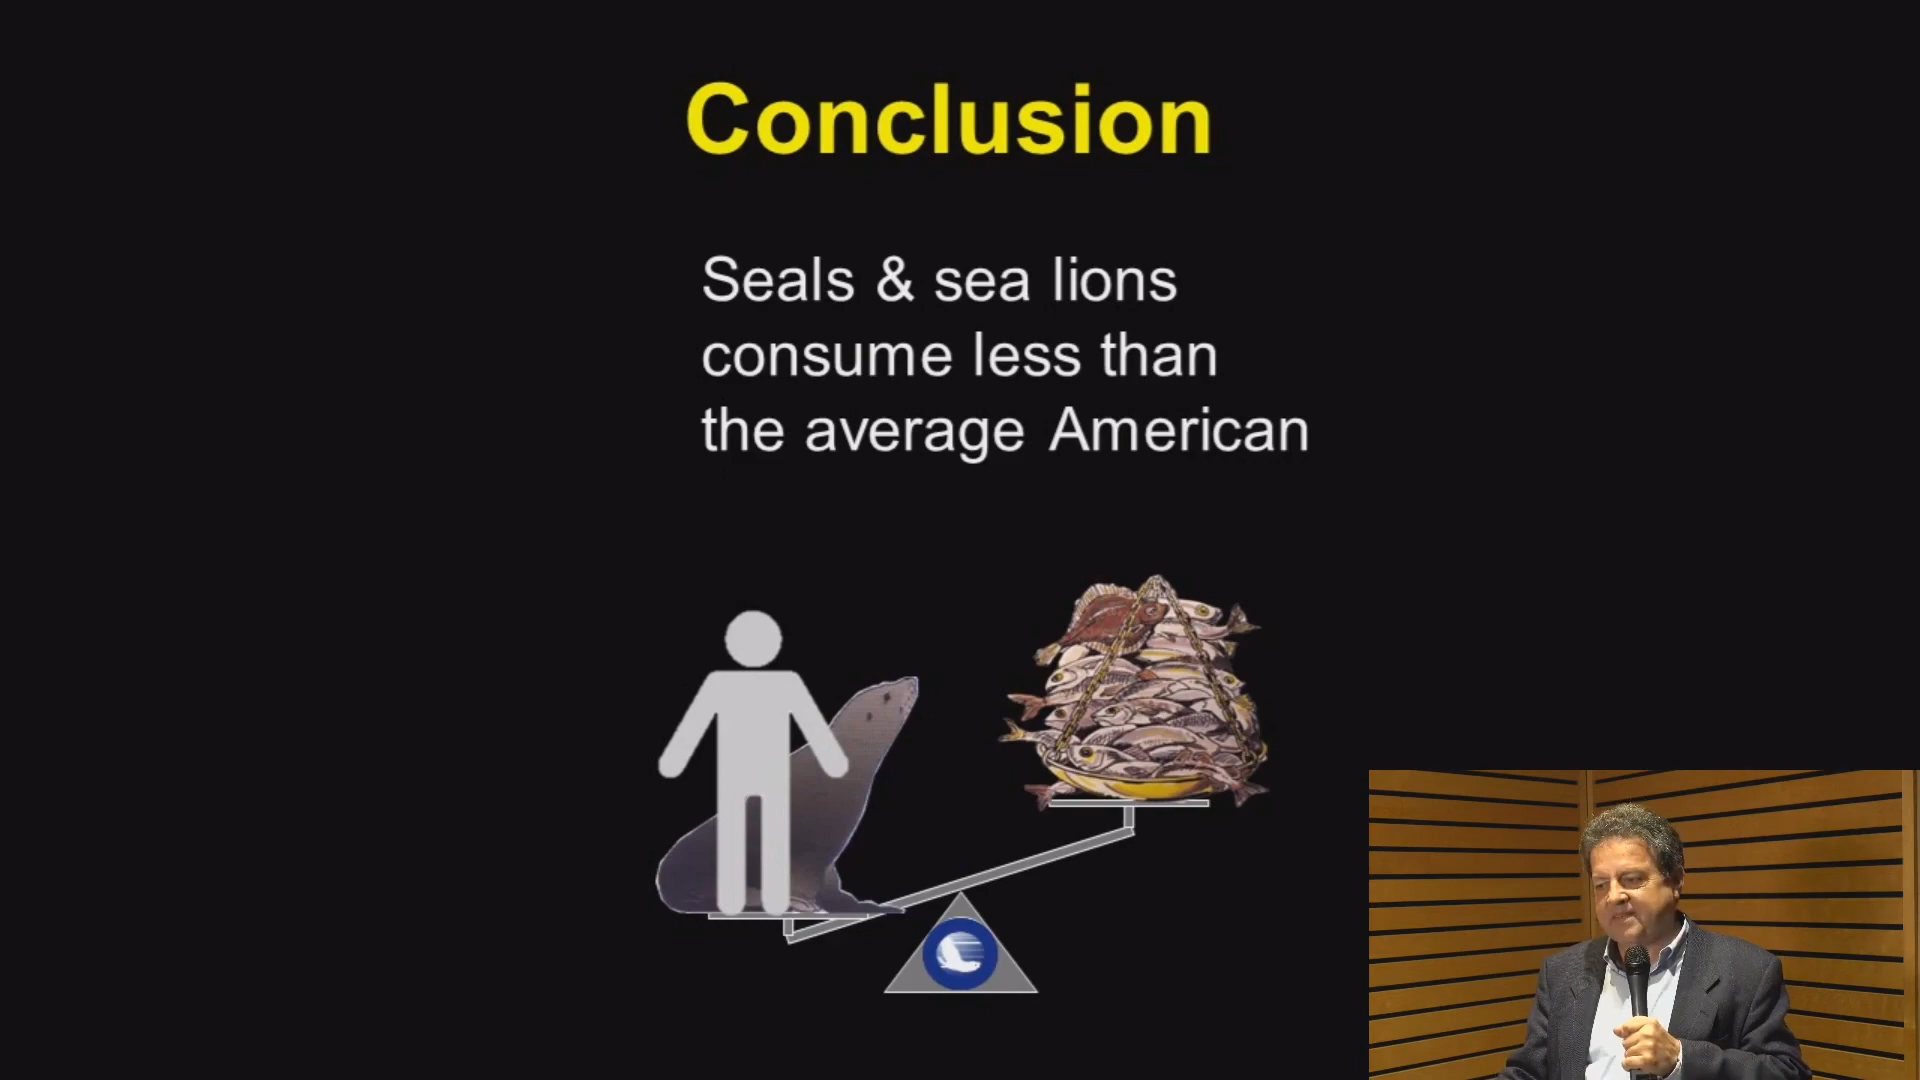 Conclusion
Seals & sea lions
consume less than
the average American